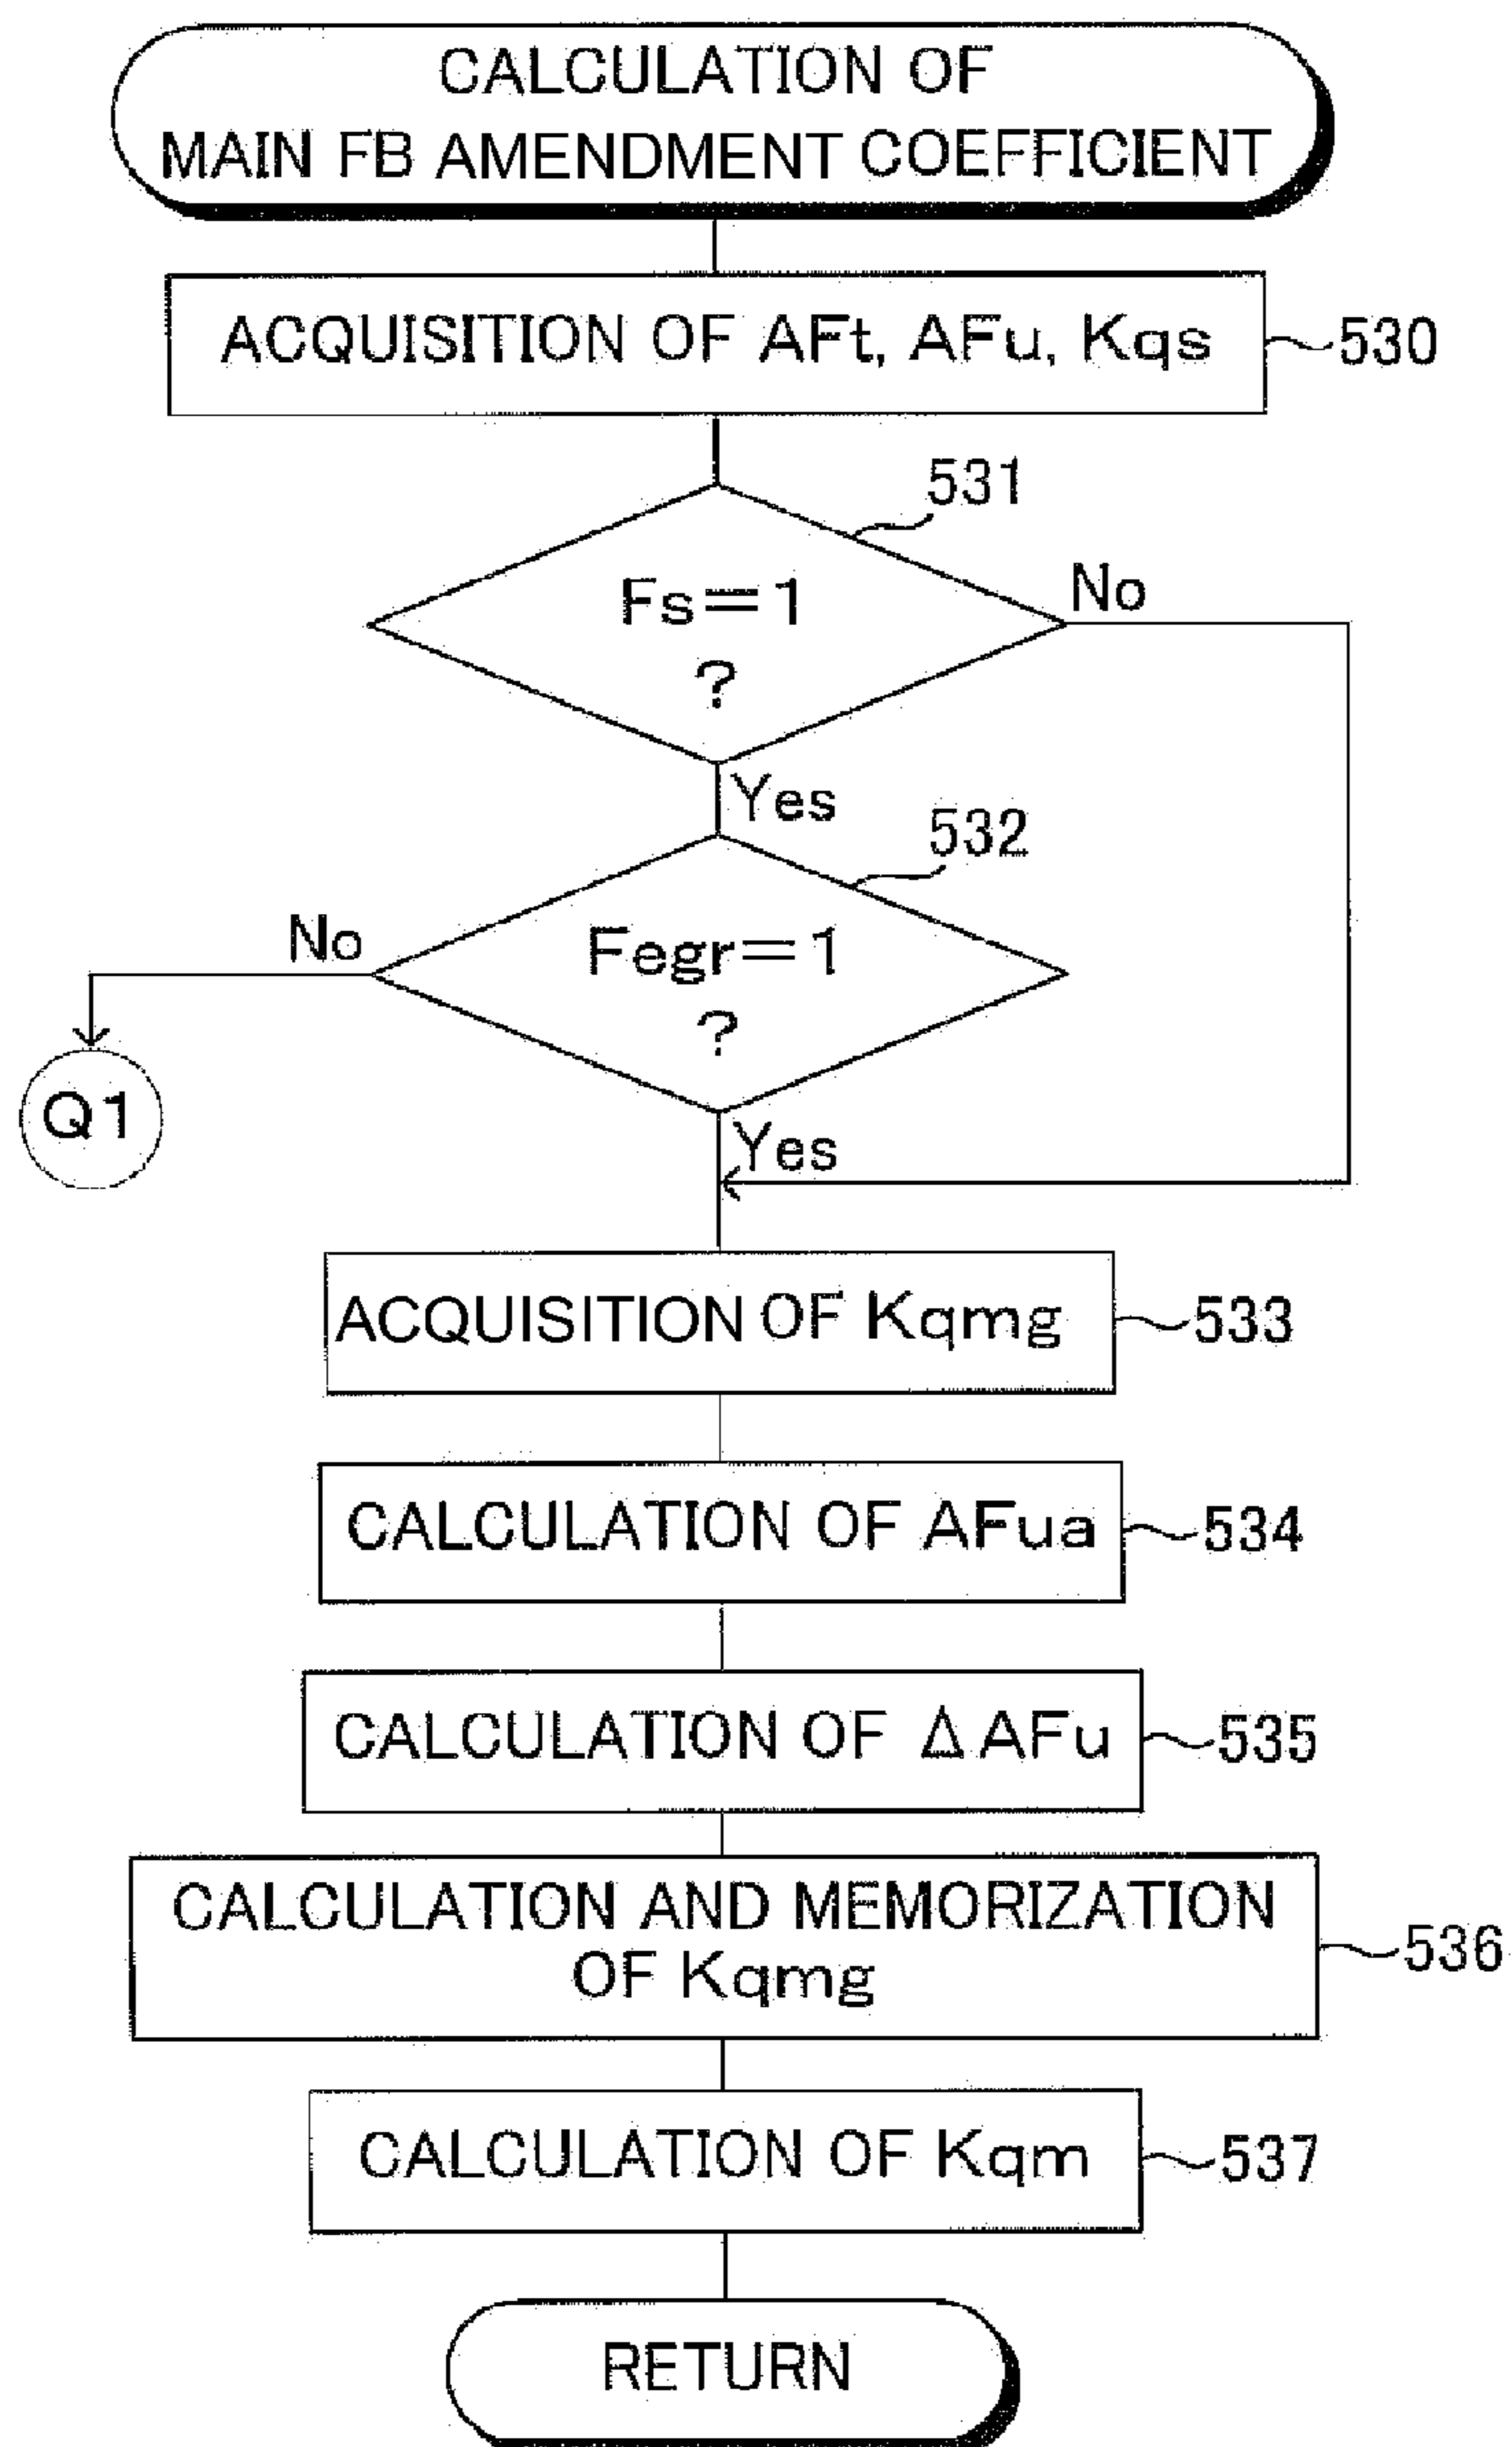 CALCULATION OF
MAIN FB AMENDMENT COEFFICIENT
ACQUISITION OF AFt, AFu, Kqs
530
531
Fs=1
?
No
Yes
532
Fegr=1
?
No
Q1
Yes
ACQUISITION OF Kqmg
533
CALCULATION OF AFua
534
CALCULATION OF ΔAFu
535
CALCULATION AND MEMORIZATION
OF Kqmg
536
CALCULATION OF Kqm
537
RETURN